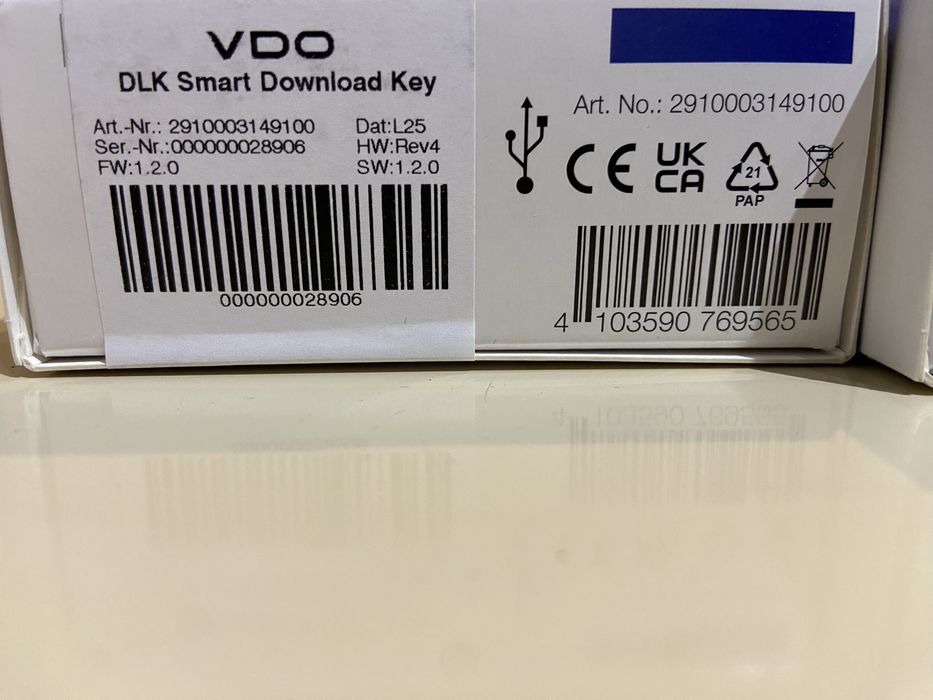 VDO
DLK Smart Download Key
Art.-Nr.: 2910003149100 Dat:L25
Ser.-Nr.:000000028906 HW:Rev4
FW:1.2.0 SW:1.2.0
000000028906
Art. No.: 2910003149100
CE UK
CA
21
PAP
4 103590 769565